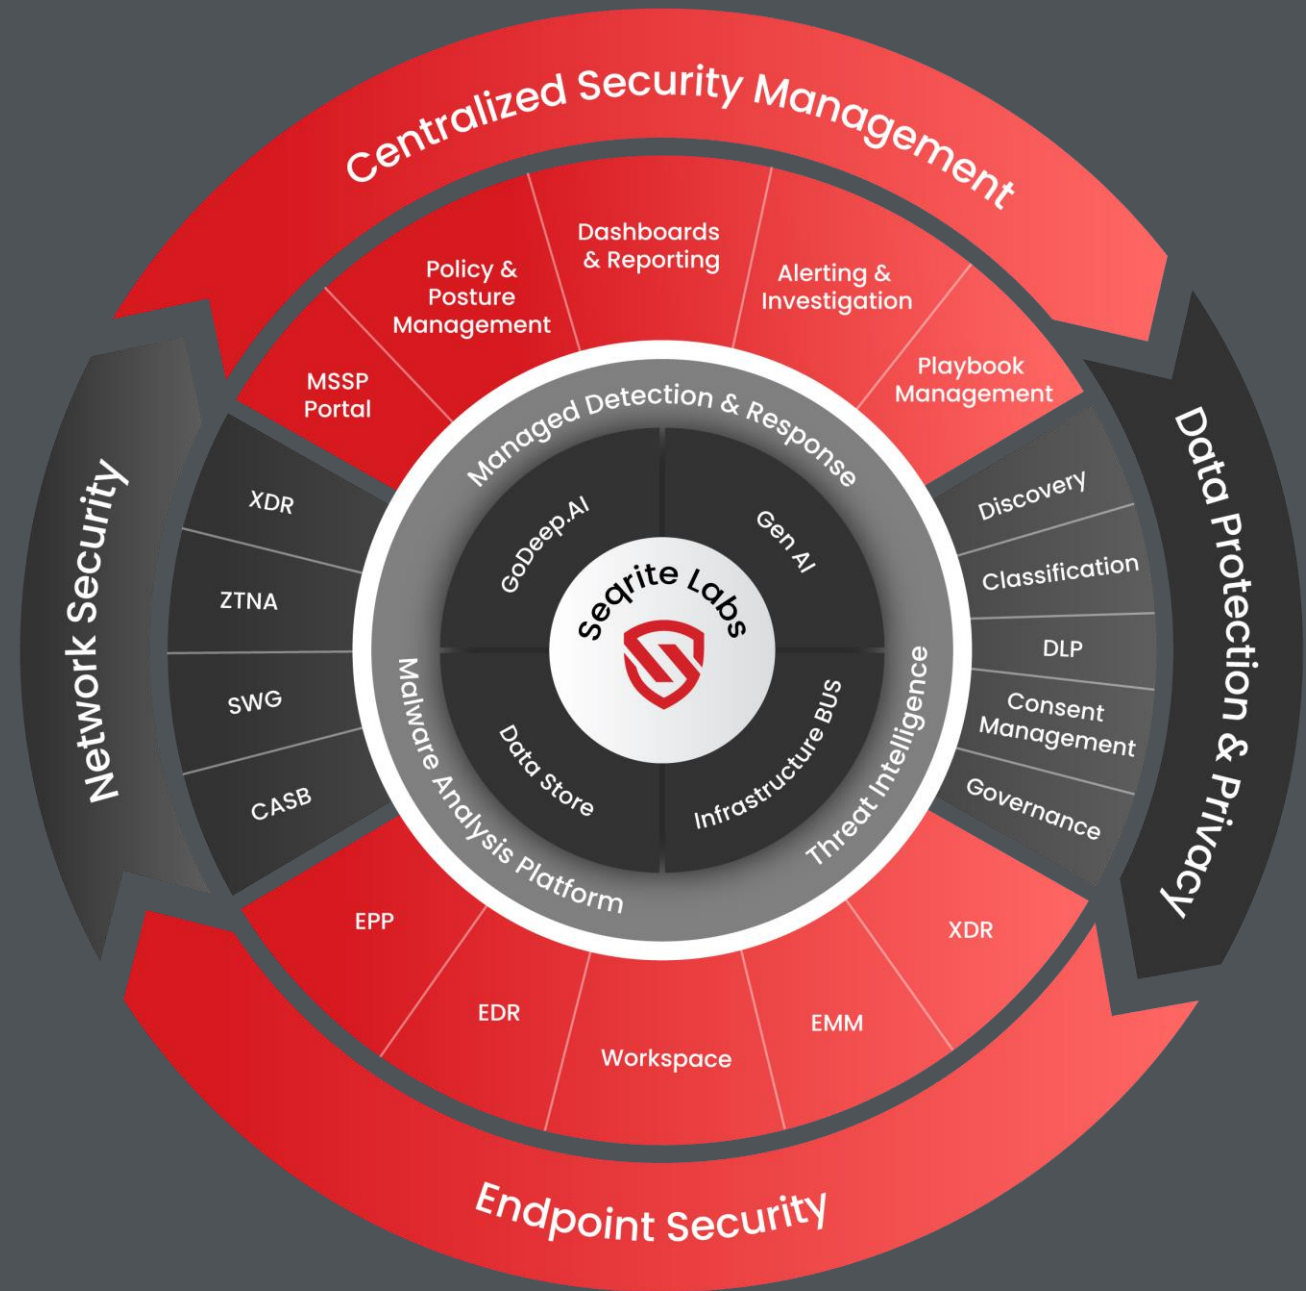 Centralized Security Management
MSSP
Portal
Policy &
Posture
Management
Dashboards
& Reporting
Alerting &
Investigation
Playbook
Management
Data Protection & Privacy
Discovery
Classification
DLP
Consent
Management
Governance
Endpoint Security
XDR
EMM
Workspace
EDR
EPP
Network Security
XDR
ZTNA
SWG
CASB
Managed Detection & Response
Threat Intelligence
Malware Analysis Platform
GoDeep.AI
Gen AI
Infrastructure BUS
Data Store
Seqrite Labs